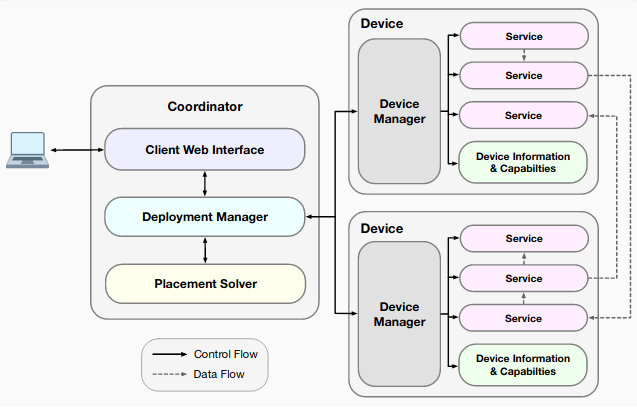 Device
Service
Service
Service
Device
Manager
Device Information
& Capabilties
Coordinator
Client Web Interface
Deployment Manager
Placement Solver
Device
Service
Service
Service
Device
Manager
Device Information
& Capabilties
Control Flow
Data Flow